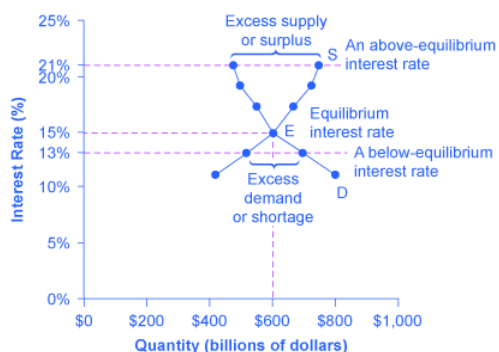 25%
Excess supply
or surplus
S
An above-equilibrium
interest rate
21%
20%
Equilibrium
interest rate
E
15%
13%
A below-equilibrium
interest rate
Excess
demand
or shortage
D
10%
5%
0%
$0 $200 $400 $600 $800 $1,000
Interest Rate (%)
Quantity (billions of dollars)